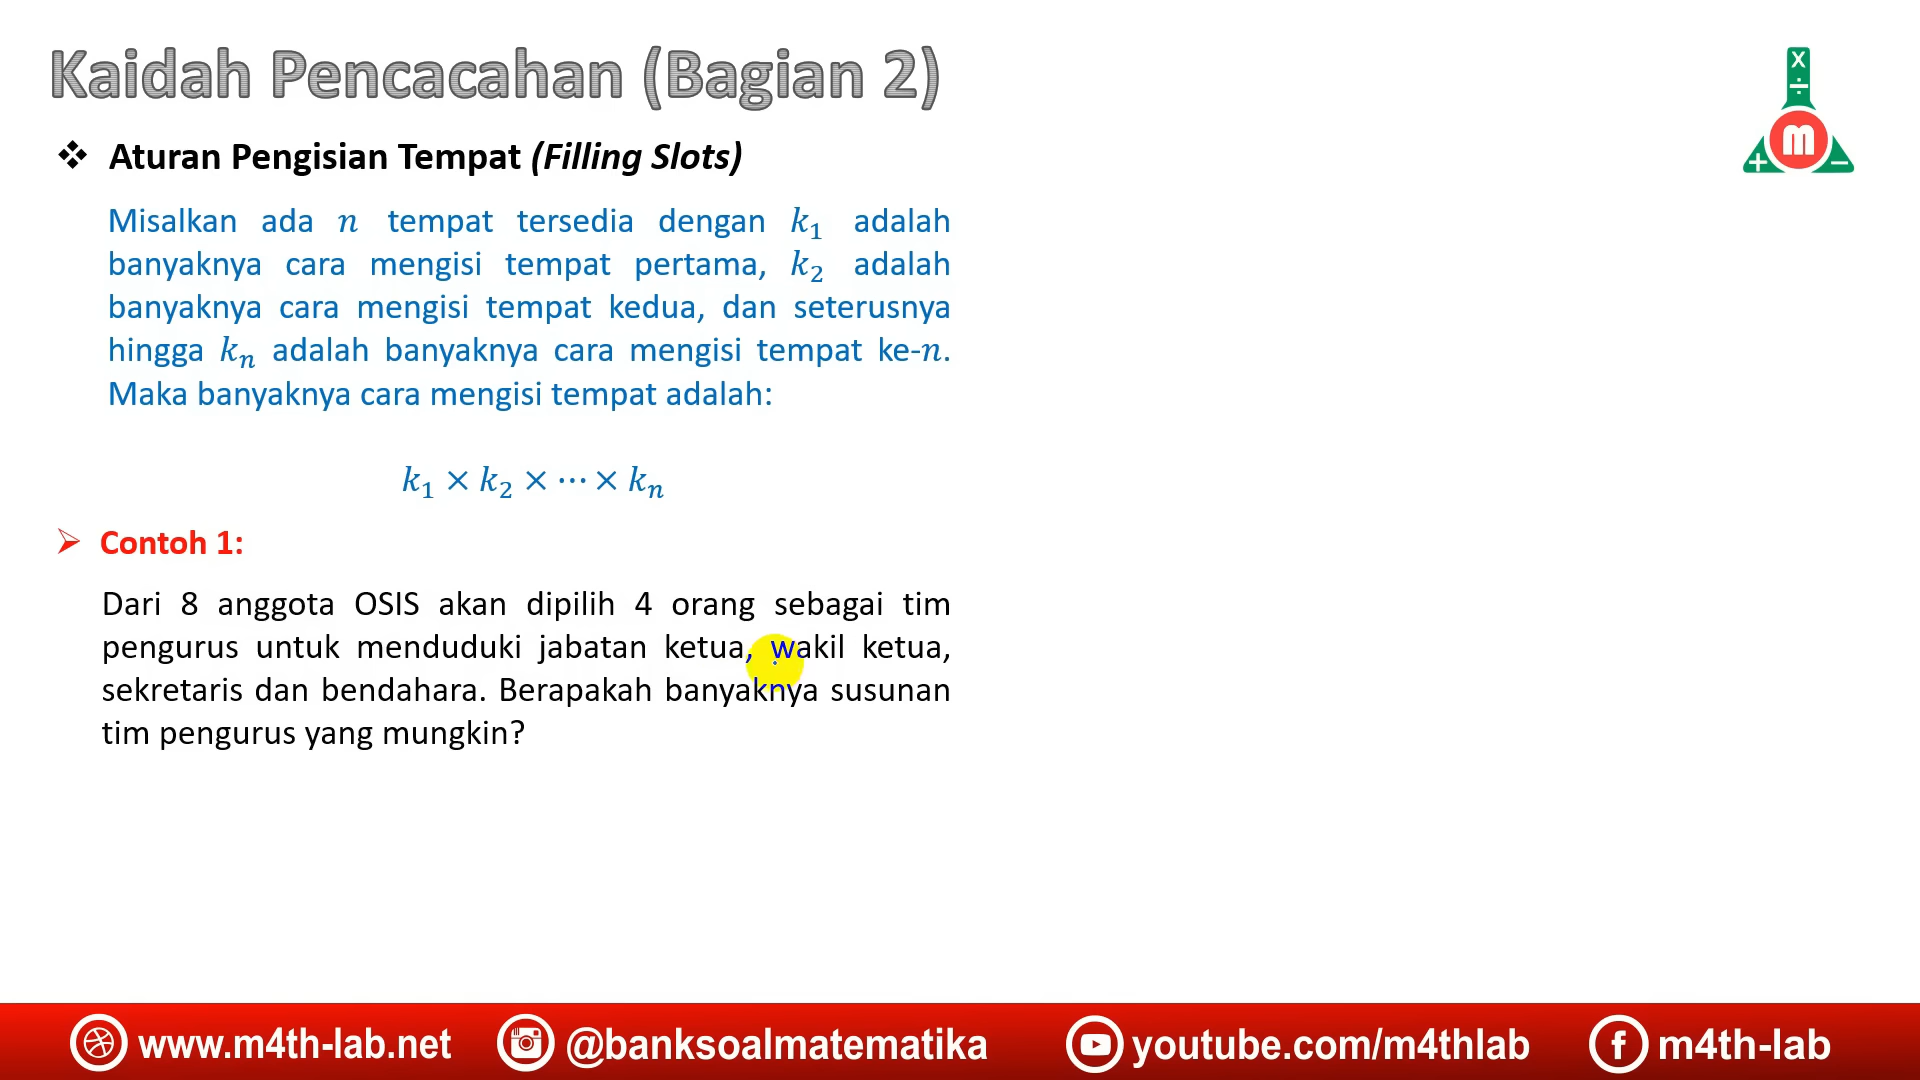 Kaidah Pencacahan (Bagian 2)
X
÷
m
+ −
❖ Aturan Pengisian Tempat (Filling Slots)
Misalkan ada n tempat tersedia dengan k₁ adalah
banyaknya cara mengisi tempat pertama, k₂ adalah
banyaknya cara mengisi tempat kedua, dan seterusnya
hingga kₙ adalah banyaknya cara mengisi tempat ke-n.
Maka banyaknya cara mengisi tempat adalah:
k₁ × k₂ × ⋯ × kₙ
➢ Contoh 1:
Dari 8 anggota OSIS akan dipilih 4 orang sebagai tim
pengurus untuk menduduki jabatan ketua, wakil ketua,
sekretaris dan bendahara. Berapakah banyaknya susunan
tim pengurus yang mungkin?
www.m4th-lab.net @banksoalmatematika youtube.com/m4thlab f m4th-lab